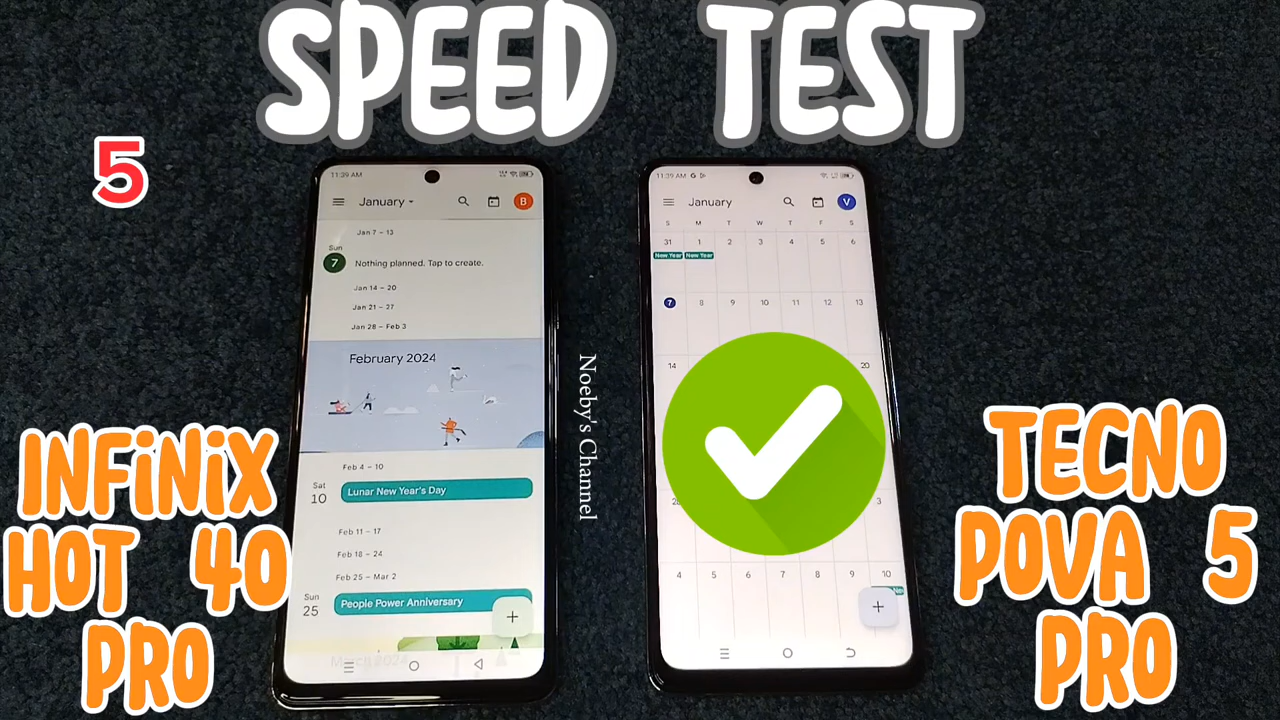 SPEED TEST
5
11:39 AM
January
B
Jan 7 – 13
Sun
7
Nothing planned. Tap to create.
Jan 14 – 20
Jan 21 – 27
Jan 28 – Feb 3
February 2024
Feb 4 – 10
Sat
10
Lunar New Year's Day
Feb 11 – 17
Feb 18 – 24
Feb 25 – Mar 2
Sun
25
People Power Anniversary
March 2024
INFiNiX
HOT 40
PRO
Noeby's Channel
11:39 AM G
January
V
S M T W T F S
31 1 2 3 4 5 6
New Year New Year
7 8 9 10 11 12 13
14 20
3
4 5 6 7 8 9 10
TECNO
POVA 5
PRO